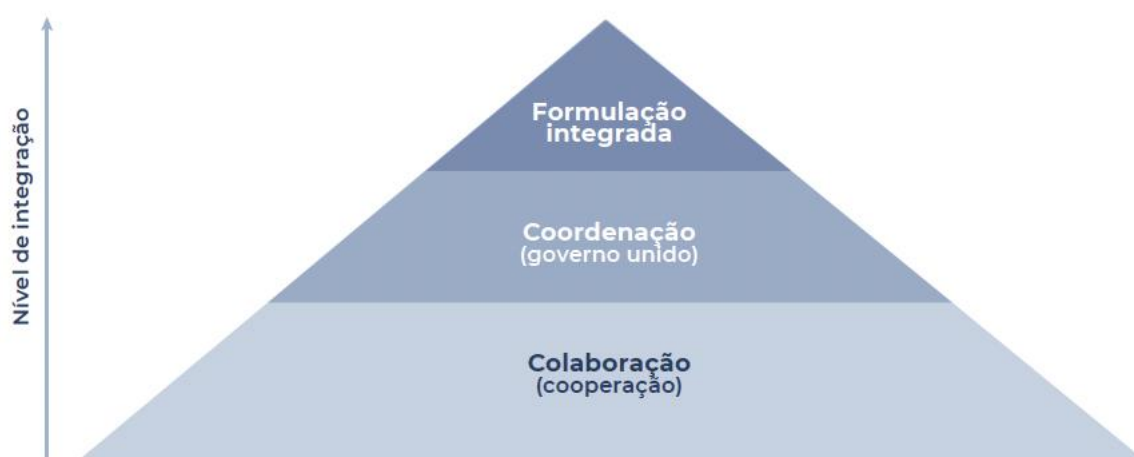 Nível de integração
Formulação
integrada
Coordenação
(governo unido)
Colaboração
(cooperação)